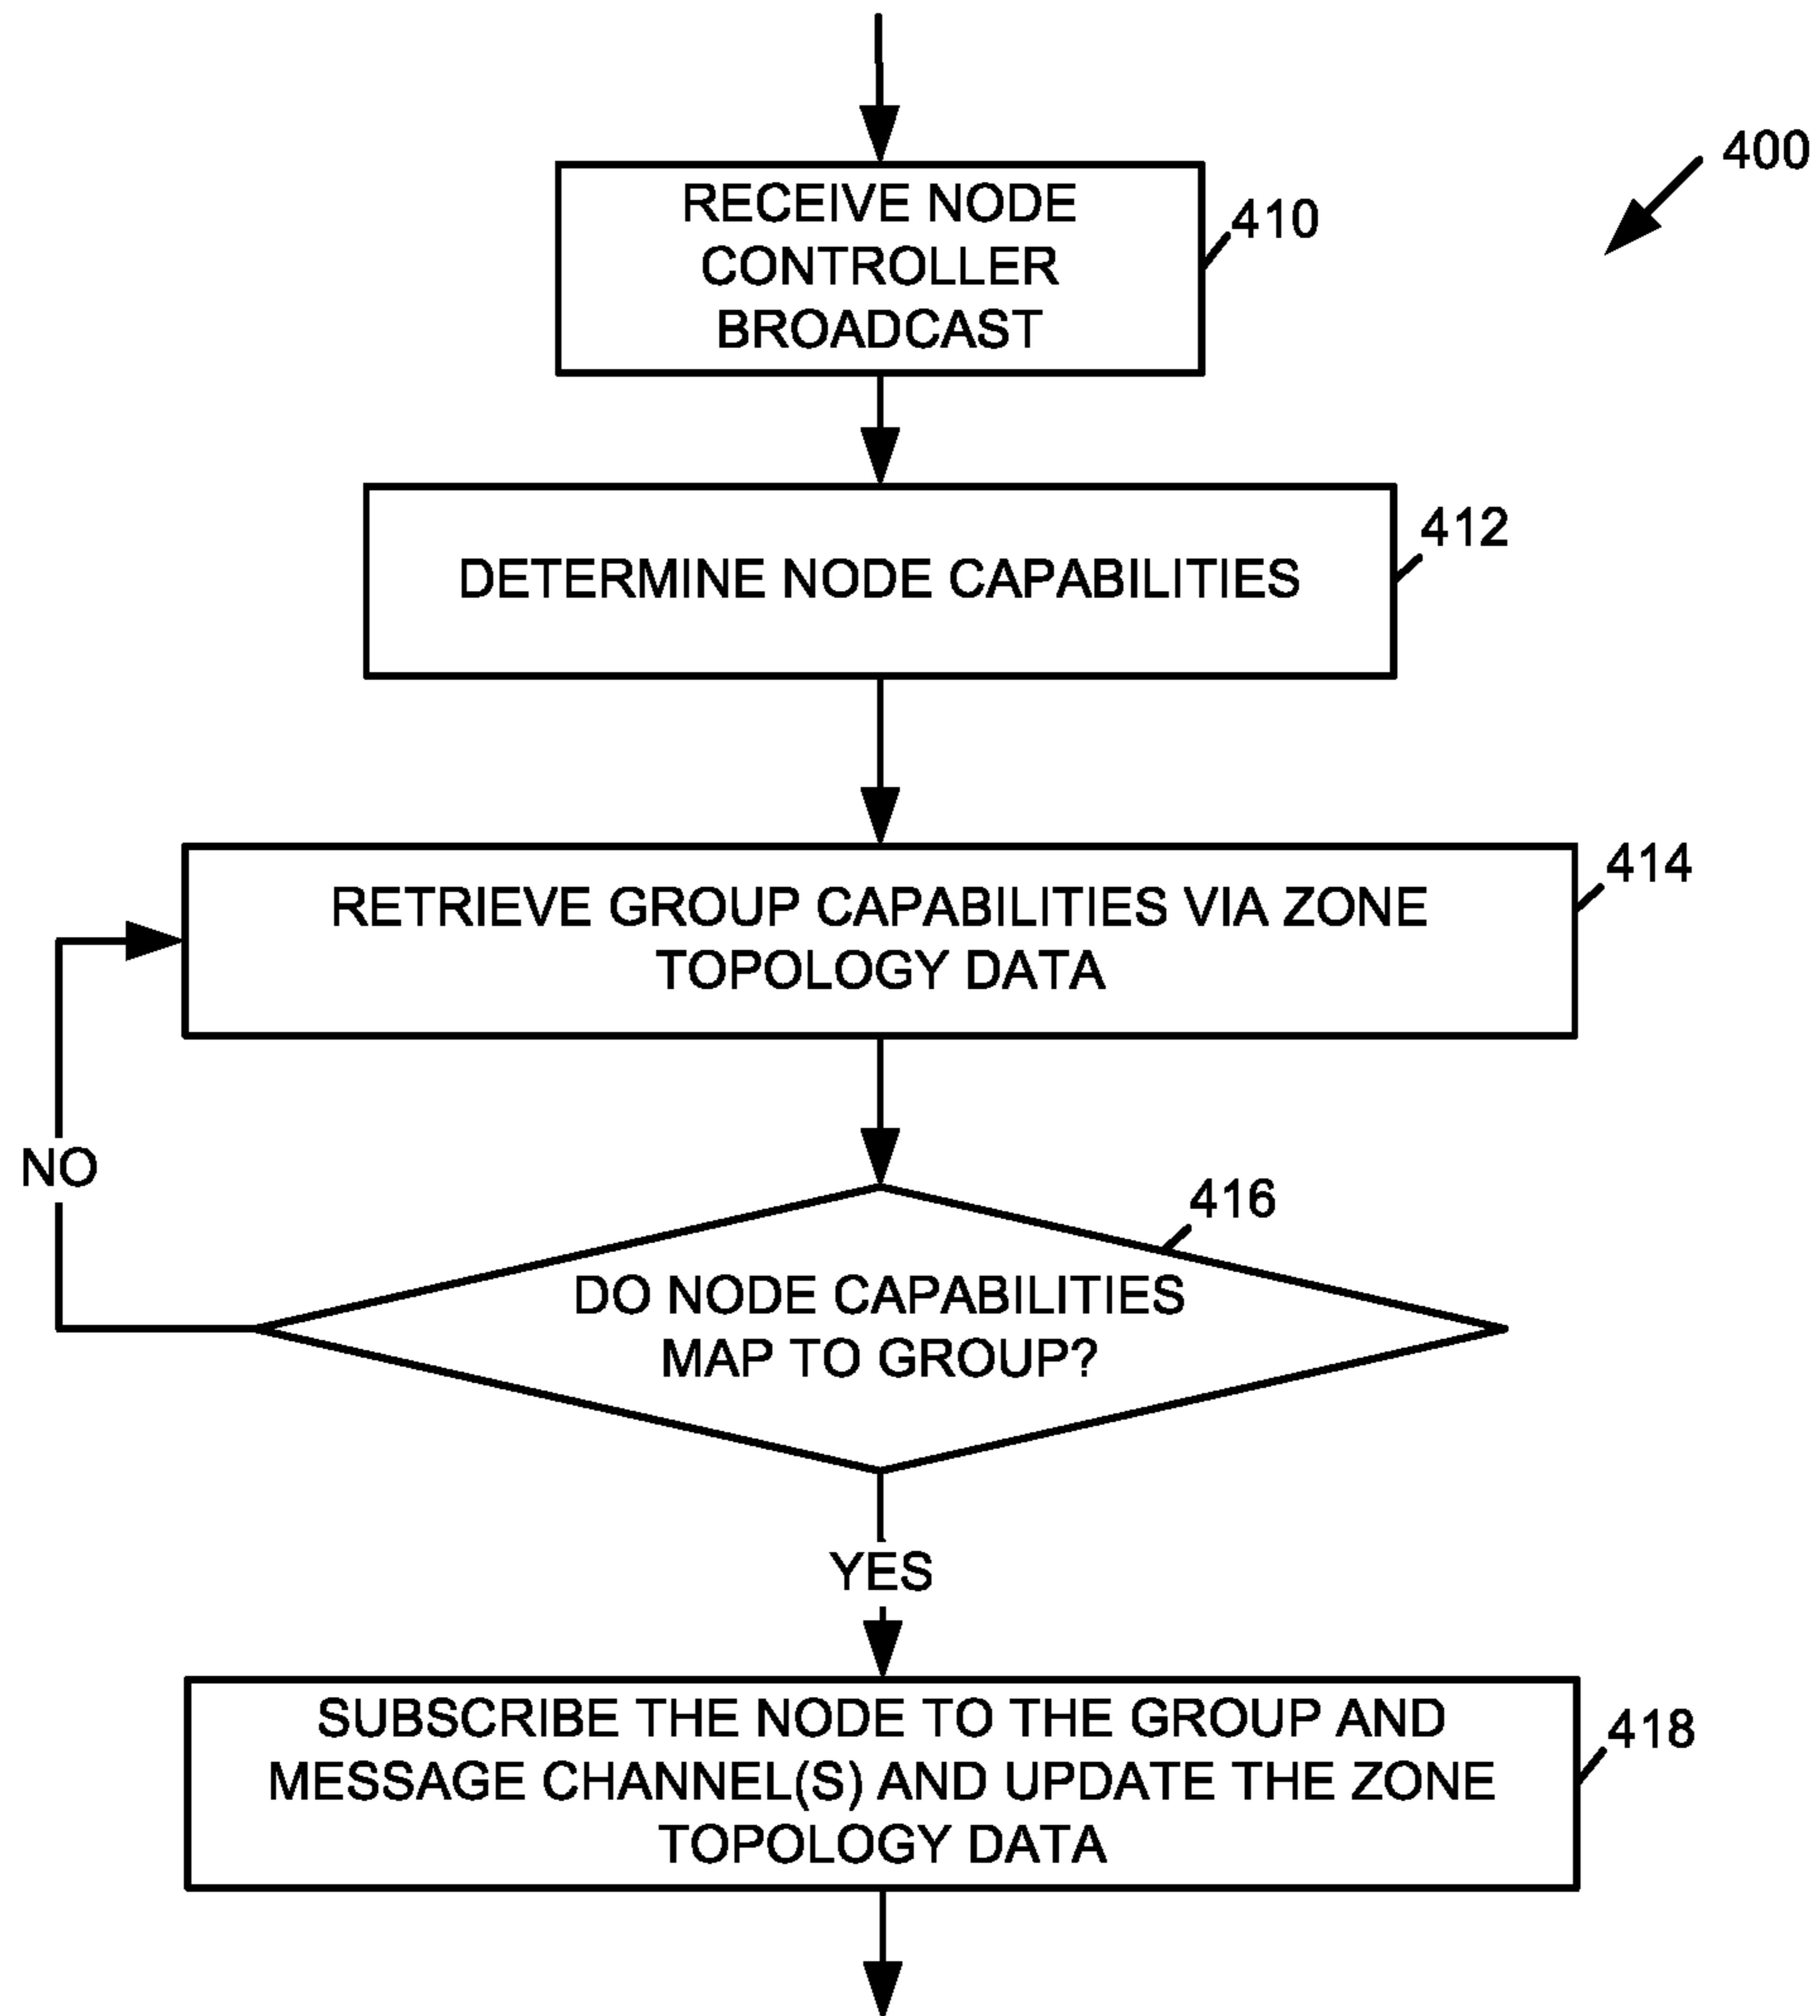 400
RECEIVE NODE
CONTROLLER
BROADCAST
410
DETERMINE NODE CAPABILITIES
412
RETRIEVE GROUP CAPABILITIES VIA ZONE
TOPOLOGY DATA
414
NO
DO NODE CAPABILITIES
MAP TO GROUP?
416
YES
SUBSCRIBE THE NODE TO THE GROUP AND
MESSAGE CHANNEL(S) AND UPDATE THE ZONE
TOPOLOGY DATA
418